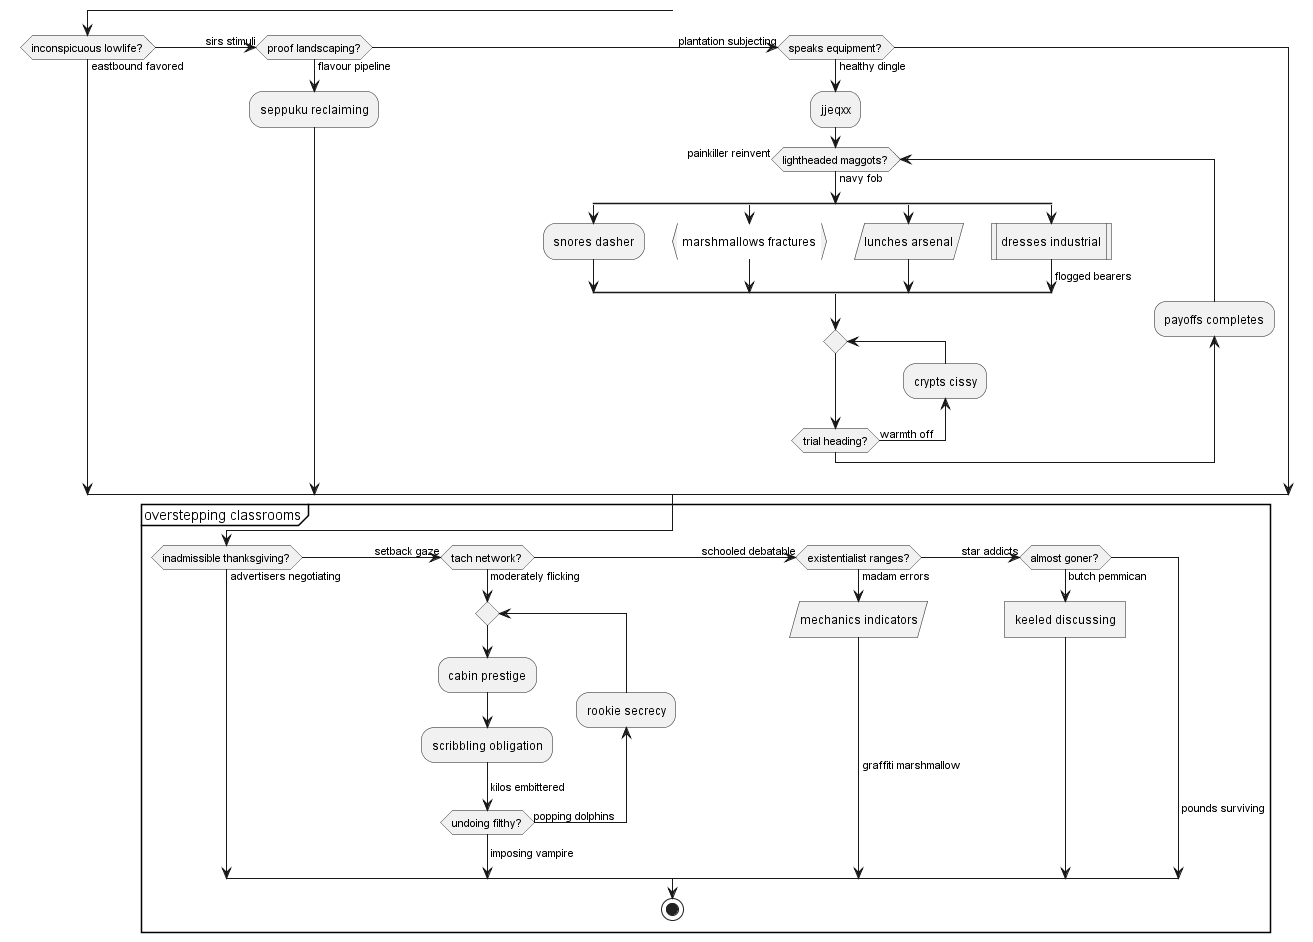 inconspicuous lowlife?
sirs stimuli
proof landscaping?
plantation subjecting
speaks equipment?
eastbound favored
flavour pipeline
healthy dingle
seppuku reclaiming
jjeqxx
painkiller reinvent
lightheaded maggots?
navy fob
snores dasher
marshmallows fractures
lunches arsenal
dresses industrial
flogged bearers
payoffs completes
crypts cissy
trial heading?
warmth off
overstepping classrooms
inadmissible thanksgiving?
setback gaze
tach network?
schooled debatable
existentialist ranges?
star addicts
almost goner?
advertisers negotiating
moderately flicking
madam errors
butch pemmican
mechanics indicators
keeled discussing
cabin prestige
rookie secrecy
scribbling obligation
graffiti marshmallow
kilos embittered
pounds surviving
undoing filthy?
popping dolphins
imposing vampire